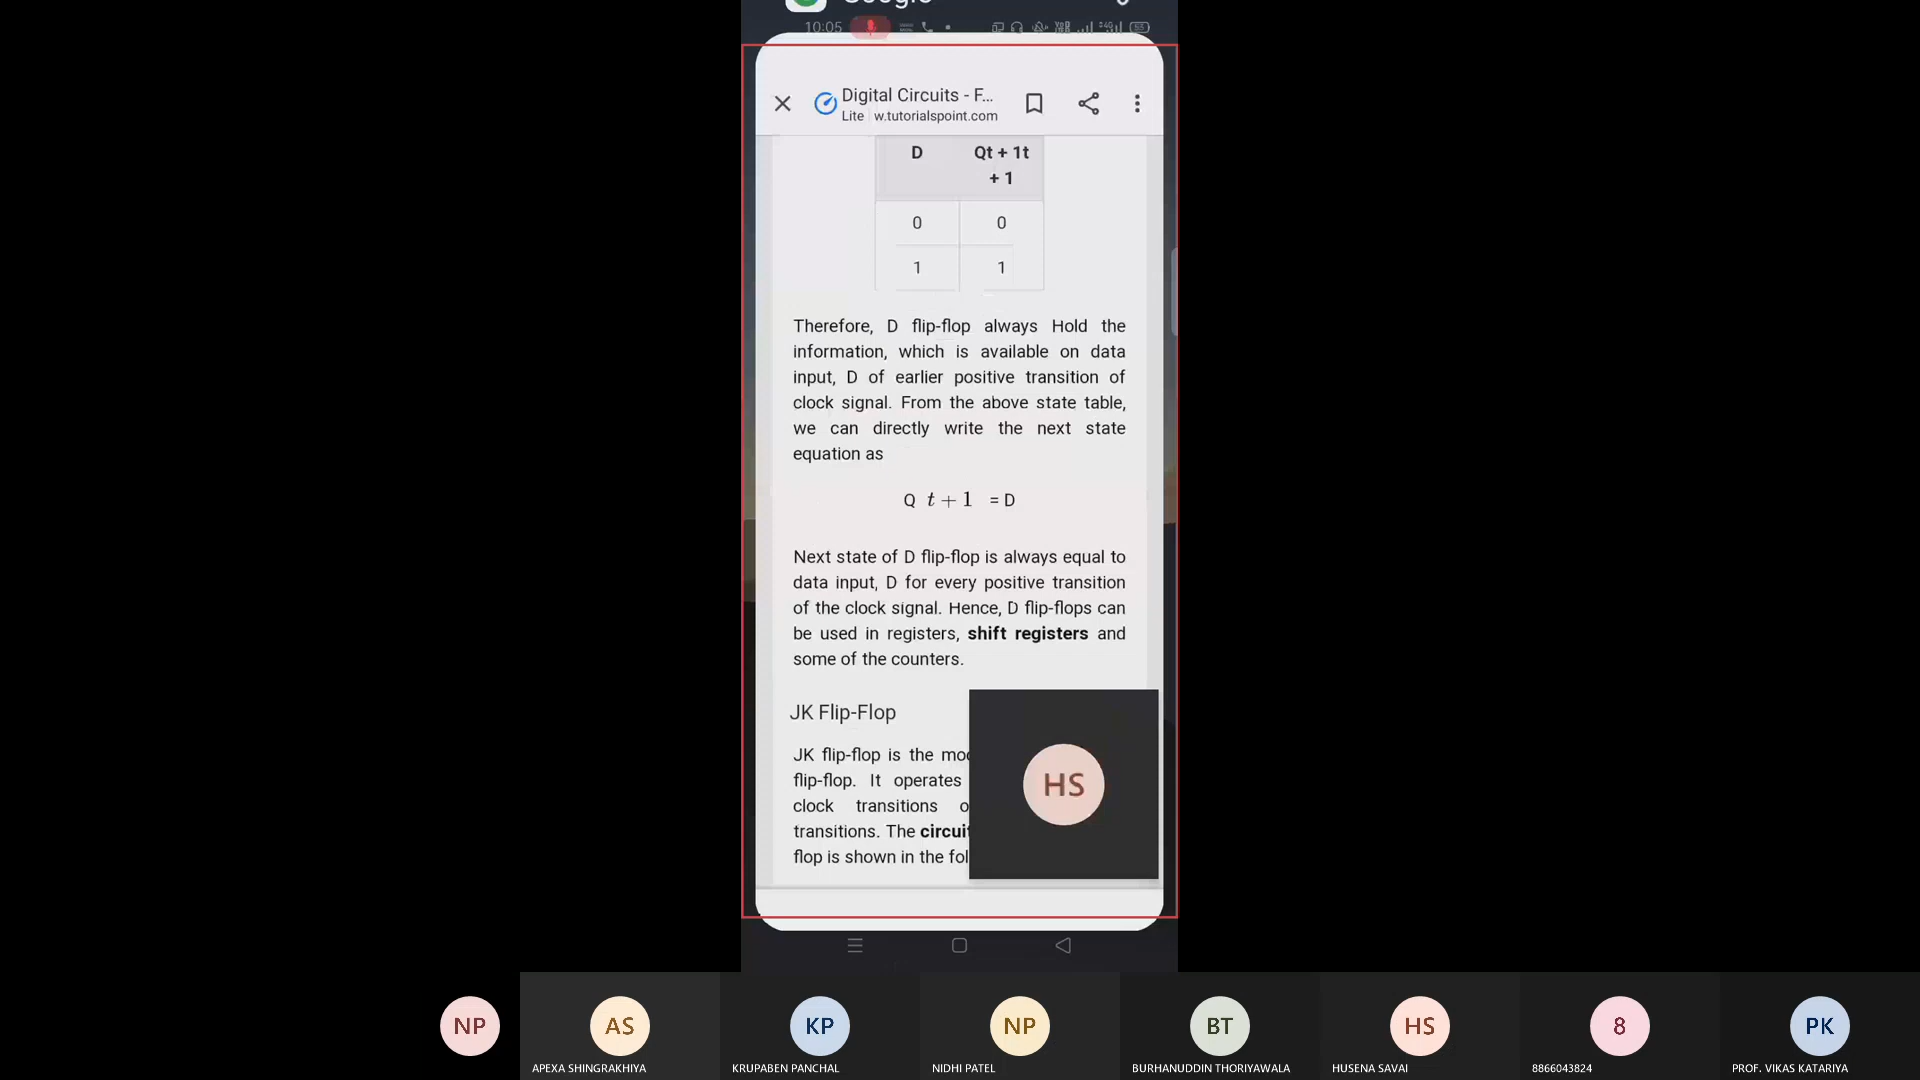 Google
10:05
Digital Circuits - F...
Lite w.tutorialspoint.com
D Qt + 1t
+ 1
0 0
1 1
Therefore, D flip-flop always Hold the
information, which is available on data
input, D of earlier positive transition of
clock signal. From the above state table,
we can directly write the next state
equation as
Q t + 1 = D
Next state of D flip-flop is always equal to
data input, D for every positive transition
of the clock signal. Hence, D flip-flops can
be used in registers, shift registers and
some of the counters.
JK Flip-Flop
JK flip-flop is the
flip-flop. It operates
clock transitions
transitions. The circuit
flop is shown in the
HS
NP AS KP NP BT HS 8 PK
APEXA SHINGRAKHIYA KRUPABEN PANCHAL NIDHI PATEL BURHANUDDIN THORIYAWALA HUSENA SAVAI 8866043824 PROF. VIKAS KATARIYA